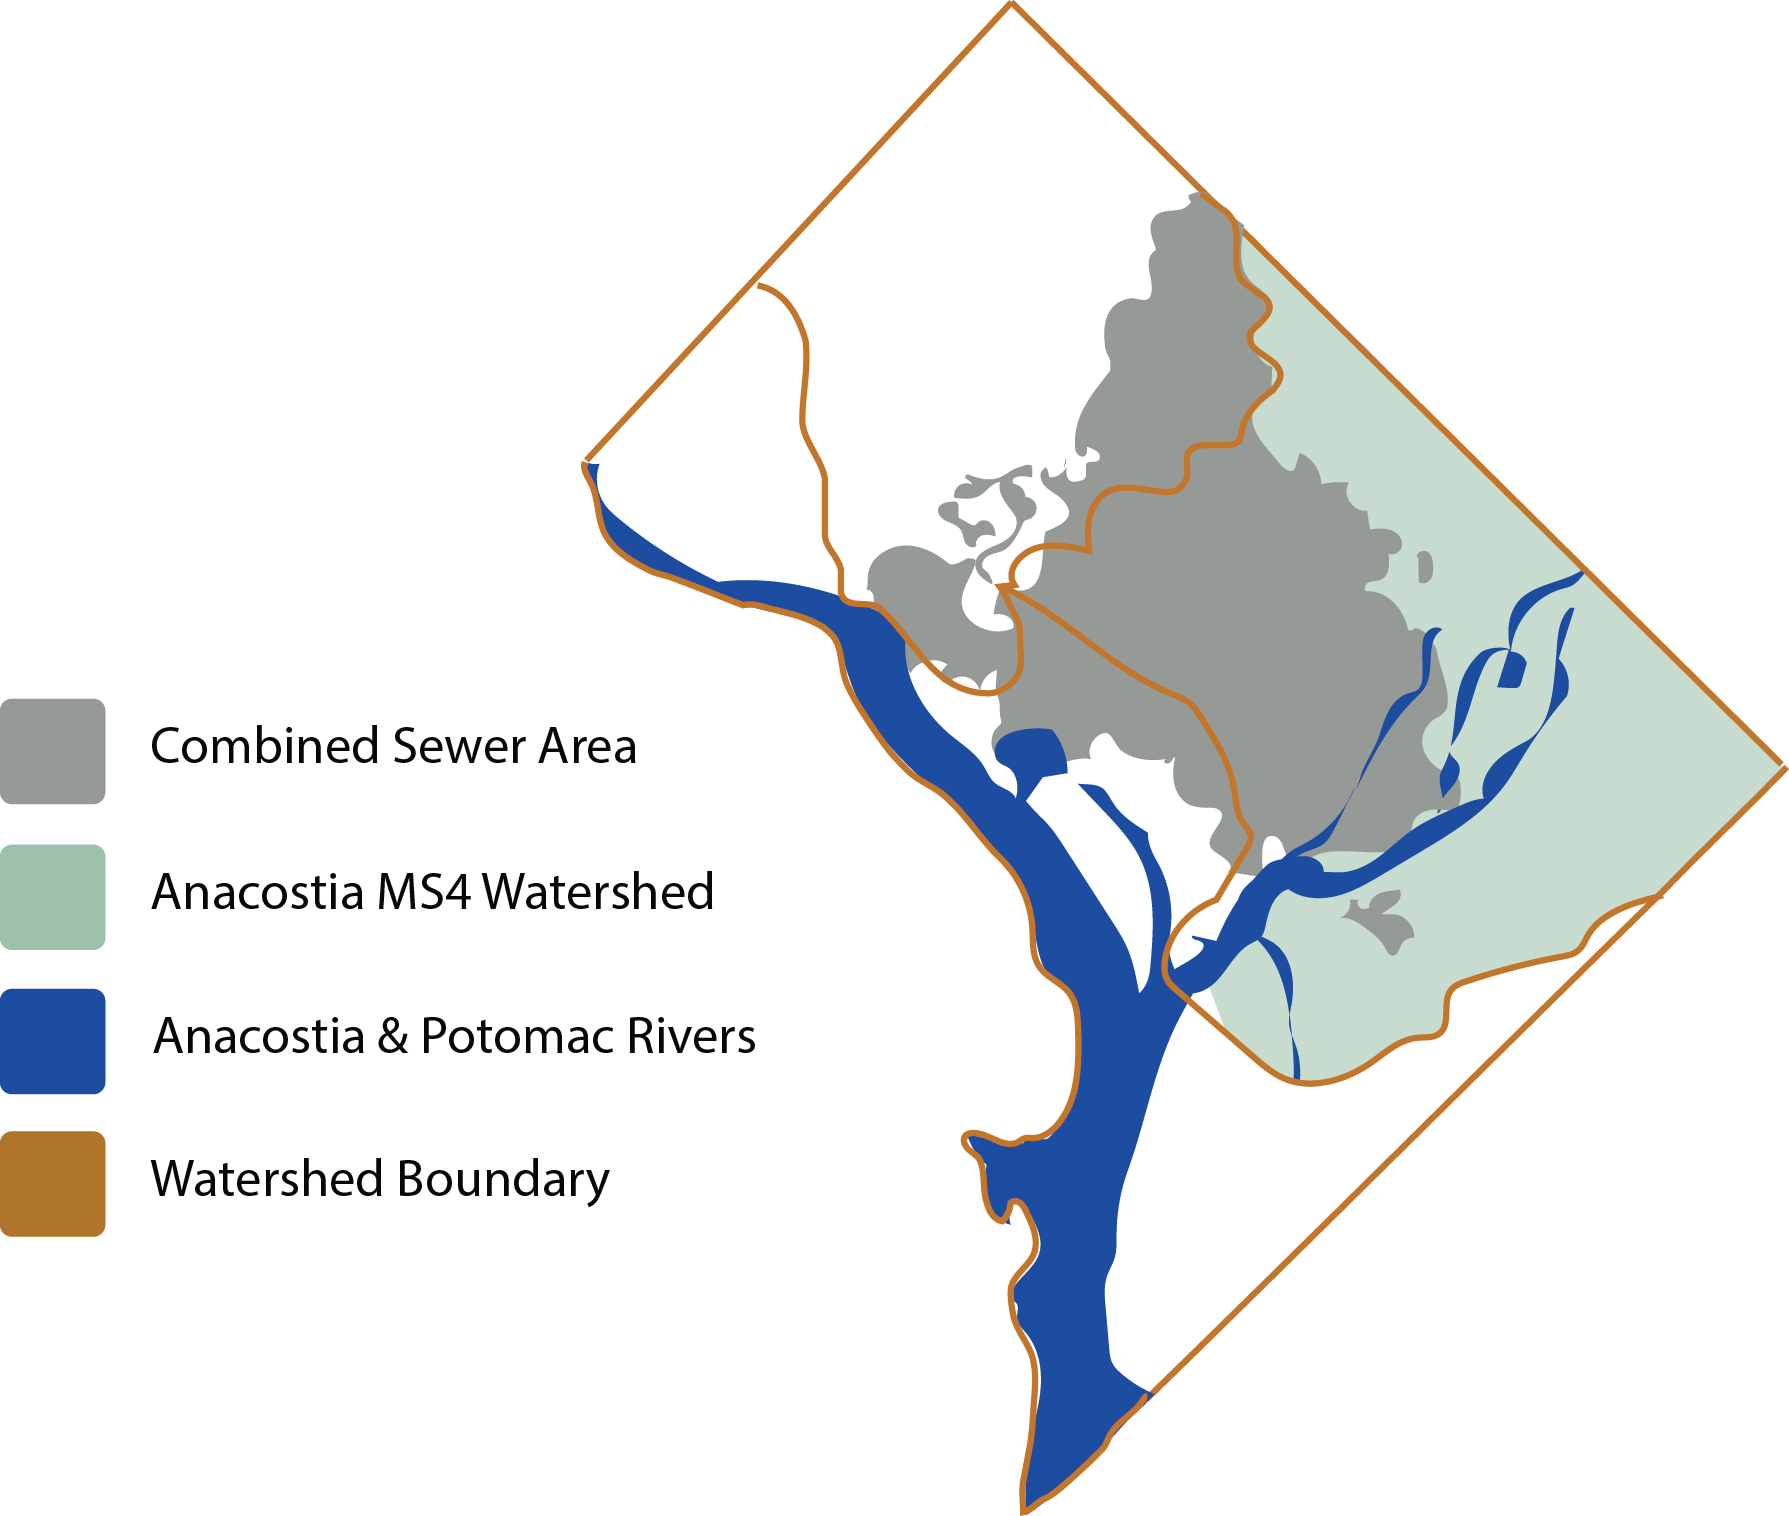 Combined Sewer Area
Anacostia MS4 Watershed
Anacostia & Potomac Rivers
Watershed Boundary